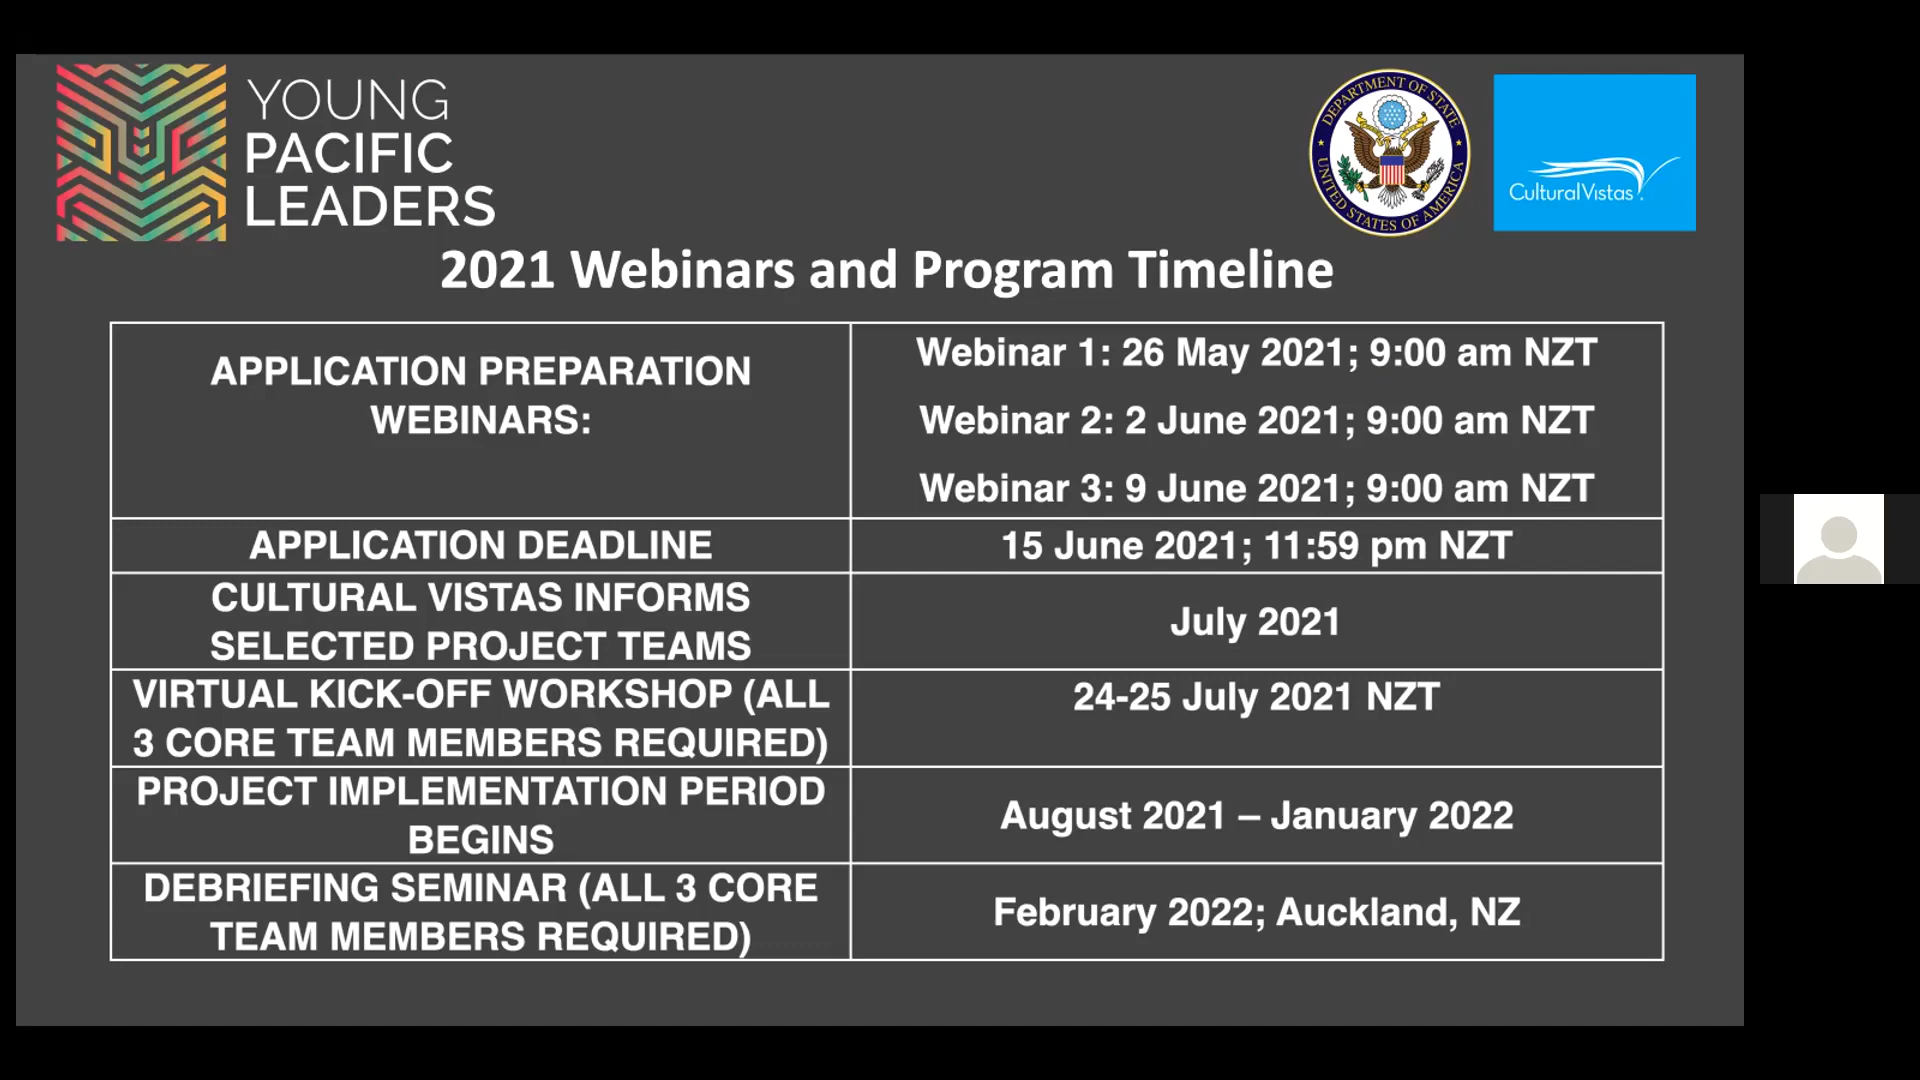 YOUNG
PACIFIC
LEADERS
DEPARTMENT OF STATE
UNITED STATES OF AMERICA
CulturalVistas
2021 Webinars and Program Timeline
APPLICATION PREPARATION
WEBINARS:
Webinar 1: 26 May 2021; 9:00 am NZT
Webinar 2: 2 June 2021; 9:00 am NZT
Webinar 3: 9 June 2021; 9:00 am NZT
APPLICATION DEADLINE
15 June 2021; 11:59 pm NZT
CULTURAL VISTAS INFORMS
SELECTED PROJECT TEAMS
July 2021
VIRTUAL KICK-OFF WORKSHOP (ALL
3 CORE TEAM MEMBERS REQUIRED)
24-25 July 2021 NZT
PROJECT IMPLEMENTATION PERIOD
BEGINS
August 2021 – January 2022
DEBRIEFING SEMINAR (ALL 3 CORE
TEAM MEMBERS REQUIRED)
February 2022; Auckland, NZ